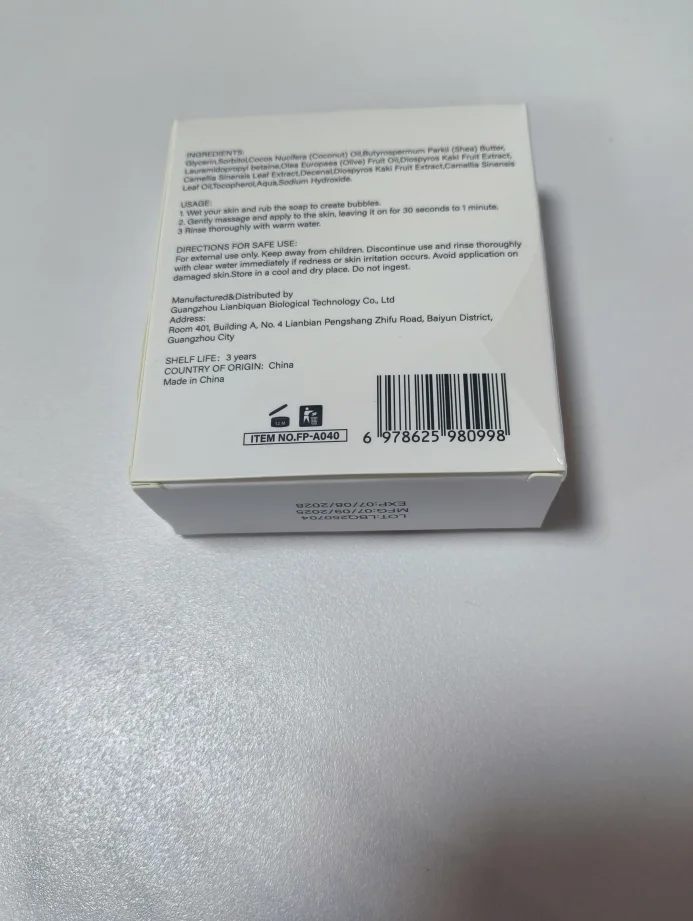 INGREDIENTS:
Glycerin,Sorbitol,Cocos Nucifera (Coconut) Oil,Butyrospermum Parkii (Shea) Butter,
Lauremidopropyl betaine,Olea Europaea (Olive) Fruit Oil,Diospyros Kaki Fruit Extract,
Camellia Sinensis Leaf Extract,Decenal,Diospyros Kaki Fruit Extract,Camellia Sinensis
Leaf Oil,Tocopherol,Aqua,Sodium Hydroxide.
USAGE:
1. Wet your skin and rub the soap to create bubbles.
2. Gently massage and apply to the skin, leaving it on for 30 seconds to 1 minute.
3 Rinse thoroughly with warm water.
DIRECTIONS FOR SAFE USE:
For external use only. Keep away from children. Discontinue use and rinse thoroughly
with clear water immediately if redness or skin irritation occurs. Avoid application on
damaged skin.Store in a cool and dry place. Do not ingest.
Manufactured&Distributed by
Guangzhou Lianbiquan Biological Technology Co., Ltd
Address:
Room 401, Building A, No. 4 Lianbian Pengshang Zhifu Road, Baiyun District,
Guangzhou City
SHELF LIFE: 3 years
COUNTRY OF ORIGIN: China
Made in China
ITEM NO.FP-A040
6 978625 980998
LOT:LBQ250704
MFG:07/09/2025
EXP:07/08/2028